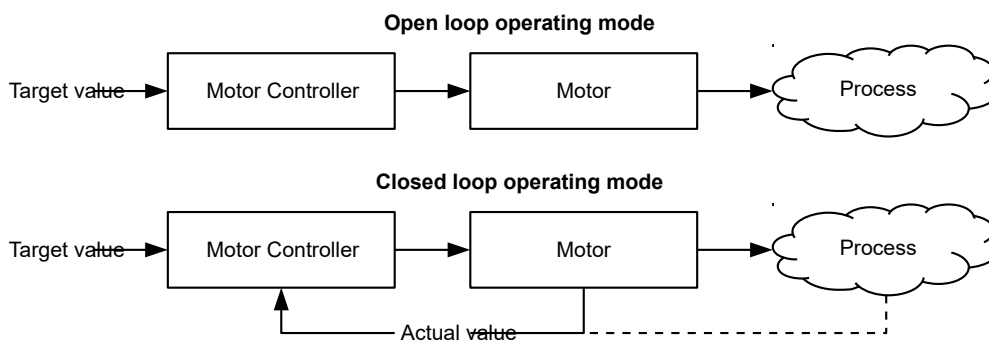 Open loop operating mode
Target value
Motor Controller
Motor
Process
Closed loop operating mode
Target value
Motor Controller
Motor
Process
Actual value